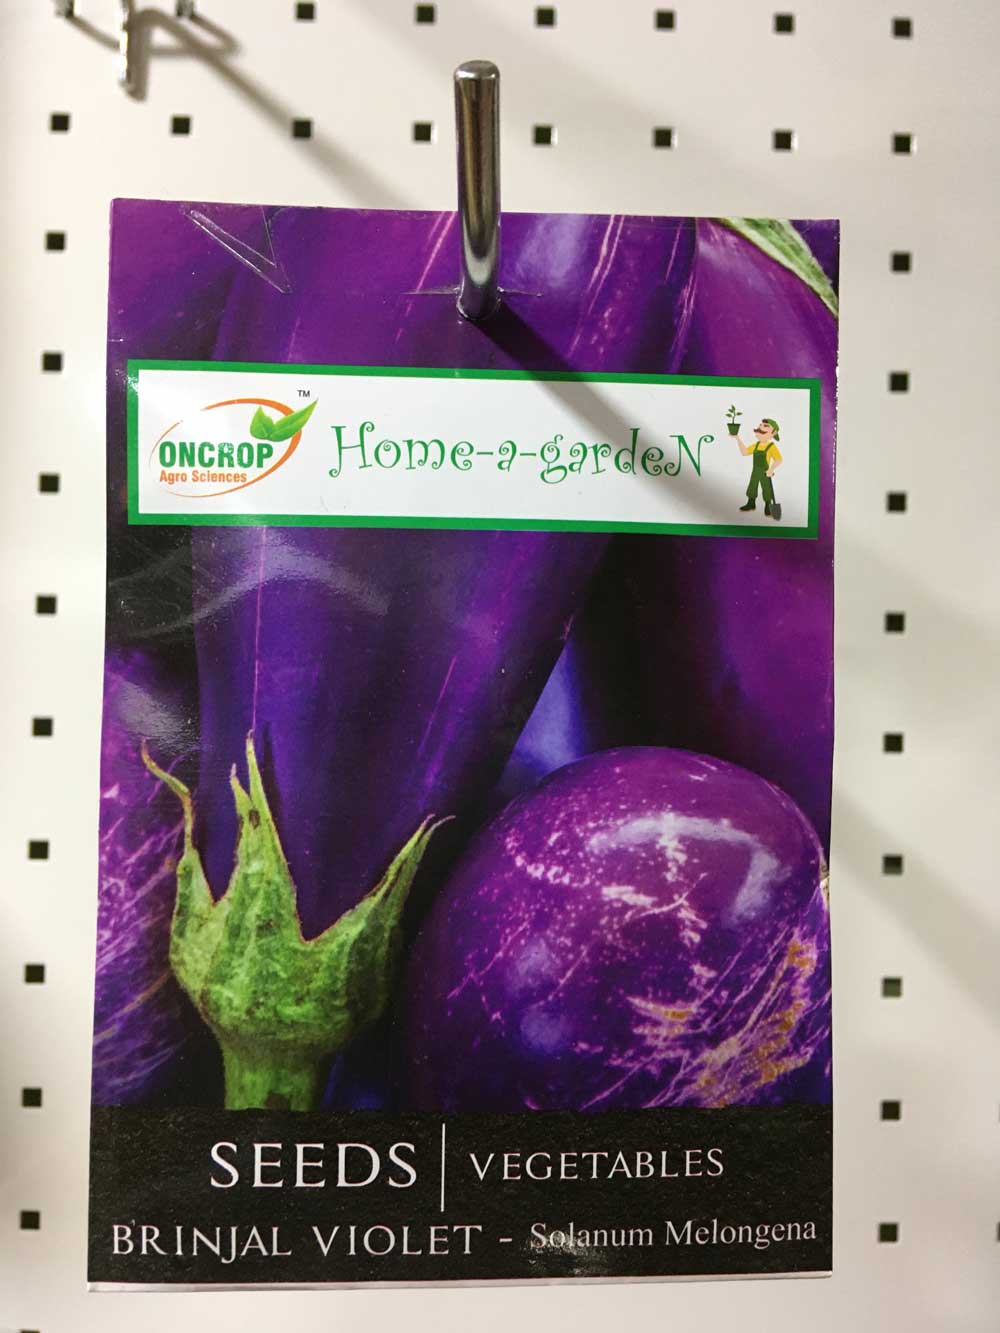 ONCROP
Agro Sciences
TM
Home-a-gardeN
SEEDS | VEGETABLES
BRINJAL VIOLET - Solanum Melongena